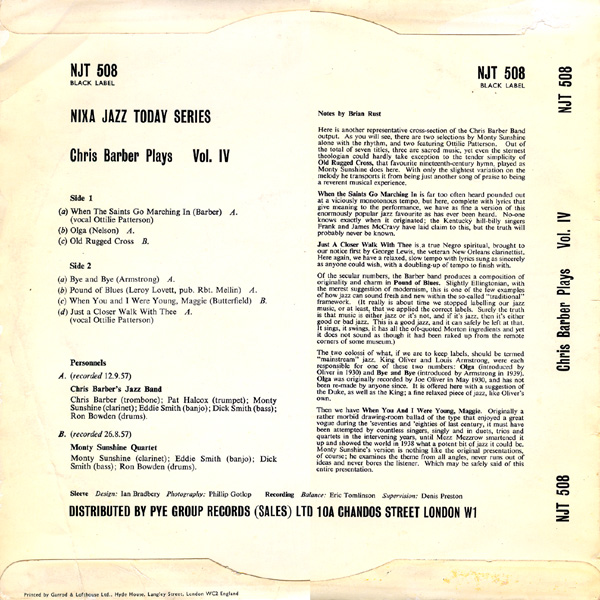 NJT 508
BLACK LABEL
NIXA JAZZ TODAY SERIES
Chris Barber Plays Vol. IV
Side 1
(a) When The Saints Go Marching In (Barber) A.
(vocal Ottilie Patterson)
(b) Olga (Nelson) A.
(c) Old Rugged Cross B.
Side 2
(a) Bye and Bye (Armstrong) A.
(b) Pound of Blues (Leroy Lovett, pub. Rbt. Mellin) A.
(c) When You and I Were Young, Maggie (Butterfield) B.
(d) Just a Closer Walk With Thee A.
(vocal Ottilie Patterson)
Personnels
A. (recorded 12.9.57)
Chris Barber's Jazz Band
Chris Barber (trombone); Pat Halcox (trumpet); Monty
Sunshine (clarinet); Eddie Smith (banjo); Dick Smith (bass);
Ron Bowden (drums).
B. (recorded 26.8.57)
Monty Sunshine Quartet
Monty Sunshine (clarinet); Eddie Smith (banjo); Dick
Smith (bass); Ron Bowden (drums).
NJT 508
BLACK LABEL
Notes by Brian Rust
Here is another representative cross-section of the Chris Barber Band
output. As you will see, there are two selections by Monty Sunshine
alone with the rhythm, and two featuring Ottilie Patterson. Out of
the total of seven titles, three are sacred music, yet even the sternest
theologian could hardly take exception to the tender simplicity of
Old Rugged Cross, that favourite nineteenth-century hymn, played as
Monty Sunshine does here. With only the slightest variation on the
melody he transports it from being just another song of praise to being
a reverent musical experience.
When the Saints Go Marching In is far too often heard pounded out
at a viciously monotonous tempo, but here, complete with lyrics that
give meaning to the performance, we have as fine a version of this
enormously popular jazz favourite as has ever been heard. No-one
knows exactly when it originated; the Kentucky hill-billy singers
Frank and James McCravy have laid claim to this, but the truth will
probably never be known.
Just A Closer Walk With Thee is a true Negro spiritual, brought to
our notice first by George Lewis, the veteran New Orleans clarinettist.
Here again, we have a relaxed, slow tempo with lyrics sung as sincerely
as anyone could wish, with a doubling-up of tempo to finish with.
Of the secular numbers, the Barber band produces a composition of
originality and charm in Pound of Blues. Slightly Ellingtonian, with
the merest suggestion of modernism, this is one of the few examples
of how jazz can sound fresh and new within the so-called "traditional"
framework. (It really is about time we stopped labelling our jazz
music, or at least, that we applied the correct labels. Surely the truth
is that music is either jazz or it's not, and if it's jazz, then it's either
good or bad jazz. This is a good jazz, and it can safely be left at that.
It sings, it swings, it has all the oft-quoted Morton ingredients and yet
it does not sound as though it had been raked up from the remote
corners of some museum.)
The two colossi of what, if we are to keep labels, should be termed
"mainstream" jazz, King Oliver and Louis Armstrong, were each
responsible for one of these two numbers: Olga (introduced by
Oliver in 1930) and Bye and Bye (introduced by Armstrong in 1939).
Olga was originally recorded by Joe Oliver in May 1930, and has not
been re-made by anyone since. It is offered here with a suggestion of
the Duke, as well as the King; a fine relaxed piece of jazz, like Oliver's
own.
Then we have When You And I Were Young, Maggie. Originally a
rather morbid drawing-room ballad of the type that enjoyed a great
vogue during the 'seventies and 'eighties of last century, it must have
been attempted by countless singers, singly and in duets, trios and
quartets in the intervening years, until Mezz Mezzrow smartened it
up and showed the world in 1938 what a potent bit of jazz it could be.
Monty Sunshine's version is nothing like the original presentations,
of course; he examines the theme from all angles, never runs out of
ideas and never bores the listener. Which may be safely said of this
entire presentation.
Sleeve Design: Ian Bradbery Photography: Phillip Gotlop Recording Balance: Eric Tomlinson Supervision: Denis Preston
DISTRIBUTED BY PYE GROUP RECORDS (SALES) LTD 10A CHANDOS STREET LONDON W1
NJT 508
Chris Barber Plays Vol. IV
NJT 508
Printed by Garrod & Lofthouse Ltd., Hyde House, Langley Street, London WC2 England